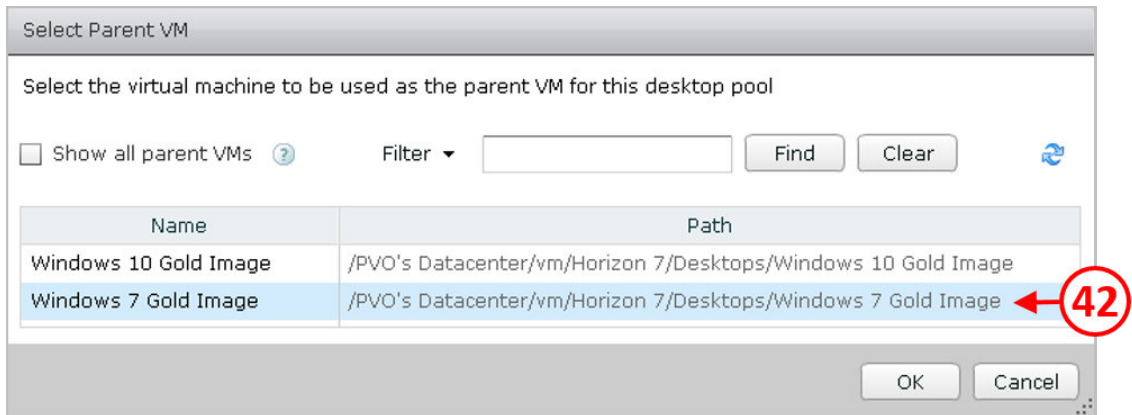 Select Parent VM
Select the virtual machine to be used as the parent VM for this desktop pool
Show all parent VMs ? Filter Find Clear
Name Path
Windows 10 Gold Image /PVO's Datacenter/vm/Horizon 7/Desktops/Windows 10 Gold Image
Windows 7 Gold Image /PVO's Datacenter/vm/Horizon 7/Desktops/Windows 7 Gold Image 42
OK Cancel